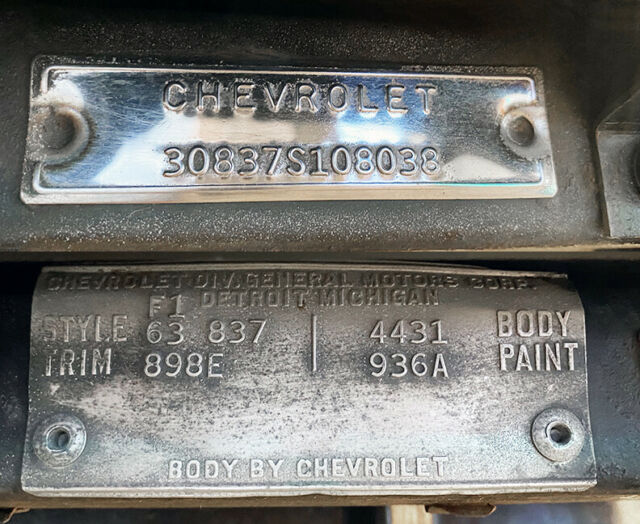 CHEVROLET
30837S108038
CHEVROLET DIV. GENERAL MOTORS CORP.
F1 DETROIT MICHIGAN
STYLE 63 837 | 4431 BODY
TRIM 898E 936A PAINT
BODY BY CHEVROLET